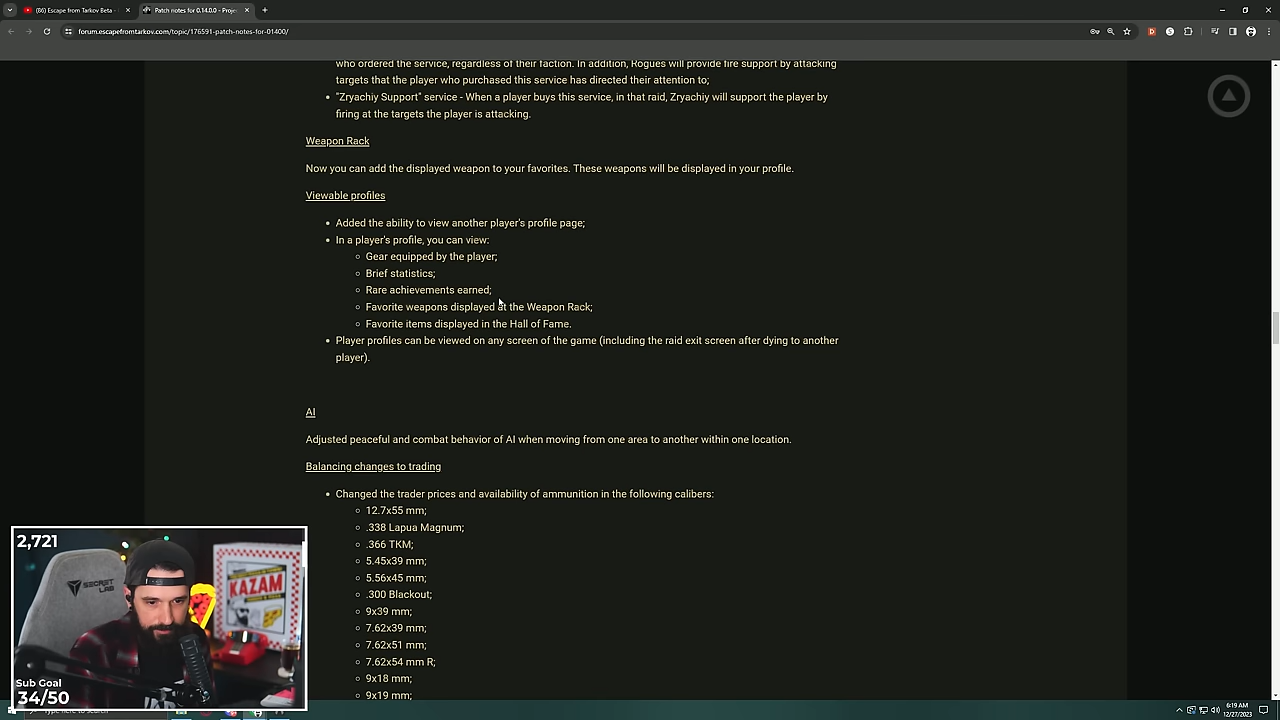 (86) Escape from Tarkov Beta -
Patch notes for 0.14.0.0 - Proje
forum.escapefromtarkov.com/topic/176591-patch-notes-for-01400/
who ordered the service, regardless of their faction. In addition, Rogues will provide fire support by attacking
targets that the player who purchased this service has directed their attention to;
"Zryachiy Support" service - When a player buys this service, in that raid, Zryachiy will support the player by
firing at the targets the player is attacking.
Weapon Rack
Now you can add the displayed weapon to your favorites. These weapons will be displayed in your profile.
Viewable profiles
Added the ability to view another player's profile page;
In a player's profile, you can view:
Gear equipped by the player;
Brief statistics;
Rare achievements earned;
Favorite weapons displayed at the Weapon Rack;
Favorite items displayed in the Hall of Fame.
Player profiles can be viewed on any screen of the game (including the raid exit screen after dying to another
player).
AI
Adjusted peaceful and combat behavior of AI when moving from one area to another within one location.
Balancing changes to trading
Changed the trader prices and availability of ammunition in the following calibers:
12.7x55 mm;
.338 Lapua Magnum;
.366 TKM;
5.45x39 mm;
5.56x45 mm;
.300 Blackout;
9x39 mm;
7.62x39 mm;
7.62x51 mm;
7.62x54 mm R;
9x18 mm;
9x19 mm;
2,721
SECRET
LAB
KAZAM
Sub Goal
34/50
6:19 AM
12/27/2023